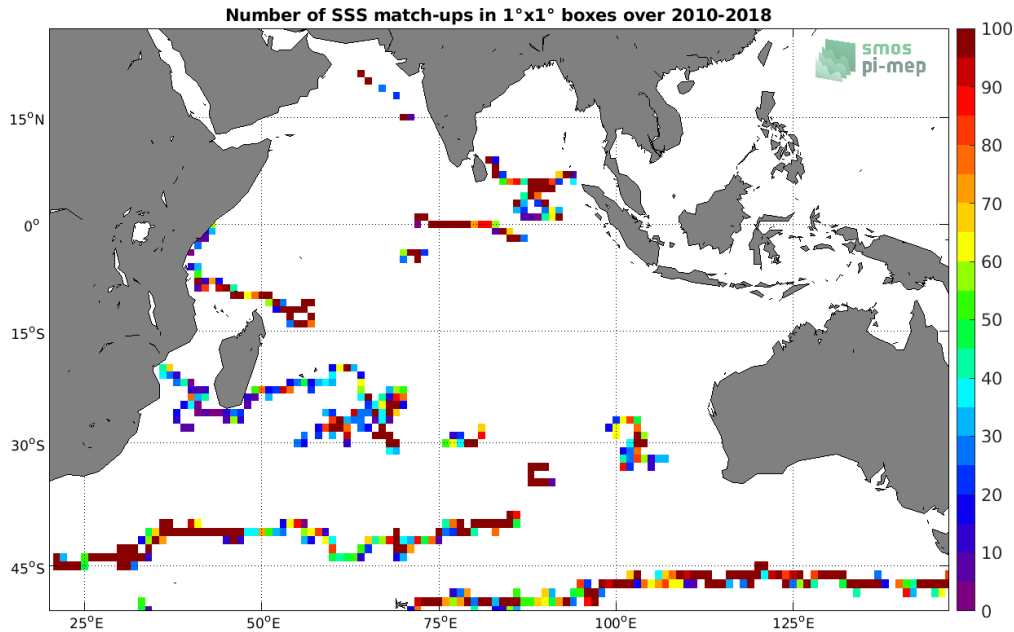 Number of SSS match-ups in 1°x1° boxes over 2010-2018
smos
pi-mep
100
90
80
70
60
50
40
30
20
10
0
15°N
0°
15°S
30°S
45°S
25°E
50°E
75°E
100°E
125°E